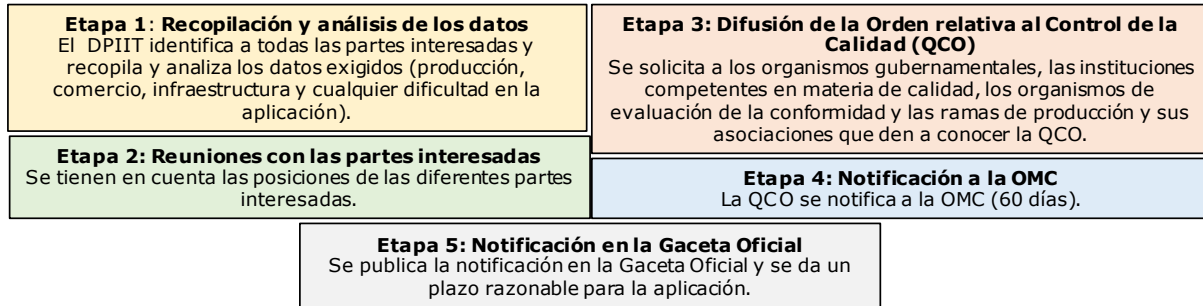 Etapa 1: Recopilación y análisis de los datos
El DPIIT identifica a todas las partes interesadas y
recopila y analiza los datos exigidos (producción,
comercio, infraestructura y cualquier dificultad en la
aplicación).
Etapa 2: Reuniones con las partes interesadas
Se tienen en cuenta las posiciones de las diferentes partes
interesadas.
Etapa 3: Difusión de la Orden relativa al Control de la
Calidad (QCO)
Se solicita a los organismos gubernamentales, las instituciones
competentes en materia de calidad, los organismos de
evaluación de la conformidad y las ramas de producción y sus
asociaciones que den a conocer la QCO.
Etapa 4: Notificación a la OMC
La QCO se notifica a la OMC (60 días).
Etapa 5: Notificación en la Gaceta Oficial
Se publica la notificación en la Gaceta Oficial y se da un
plazo razonable para la aplicación.